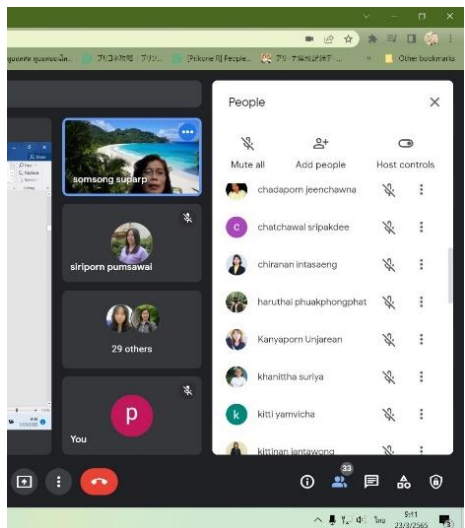 Other bookmarks
People
Mute all
Add people
Host controls
somsong suparp
chadaporn jeenchawna
chatchawal sripakdee
siriporn pumsawai
chiranan intasaeng
haruthai phuakphongphat
29 others
Kanyaporn Unjarean
khanittha suriya
p
k
kitti yamvicha
You
kittinan jantawong
33
9:41
23/3/2565